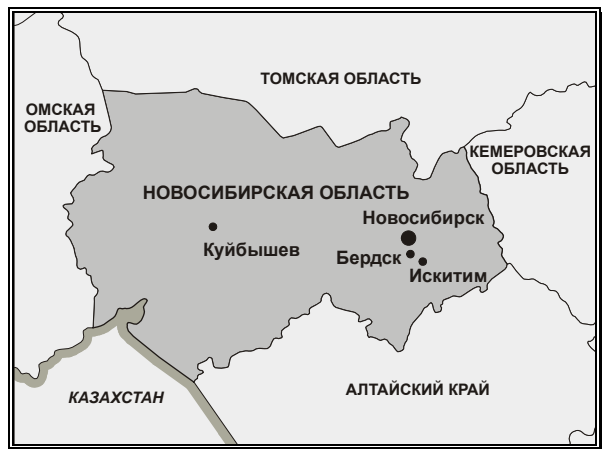 ТОМСКАЯ ОБЛАСТЬ
ОМСКАЯ
ОБЛАСТЬ
КЕМЕРОВСКАЯ
ОБЛАСТЬ
НОВОСИБИРСКАЯ ОБЛАСТЬ
Новосибирск
Куйбышев
Бердск
Искитим
КАЗАХСТАН
АЛТАЙСКИЙ КРАЙ